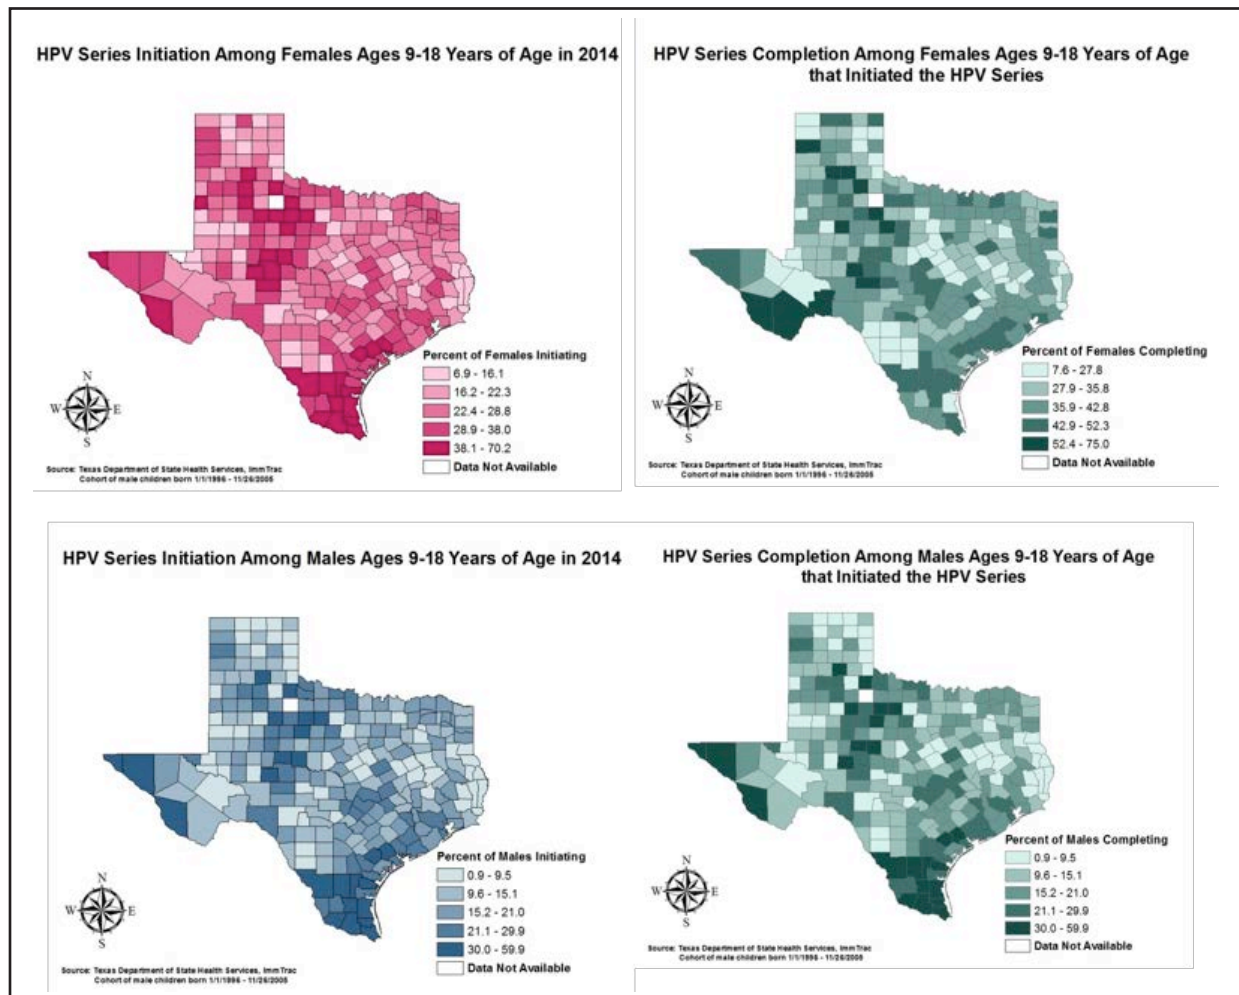 HPV Series Initiation Among Females Ages 9-18 Years of Age in 2014
N
W
E
S
Percent of Females Initiating
6.9 - 16.1
16.2 - 22.3
22.4 - 28.8
28.9 - 38.0
38.1 - 70.2
Data Not Available
Source: Texas Department of State Health Services, ImmTrac
Cohort of male children born 1/1/1996 - 11/26/2005
HPV Series Completion Among Females Ages 9-18 Years of Age
that Initiated the HPV Series
N
W
E
S
Percent of Females Completing
7.6 - 27.8
27.9 - 35.8
35.9 - 42.8
42.9 - 52.3
52.4 - 75.0
Data Not Available
Source: Texas Department of State Health Services, ImmTrac
Cohort of male children born 1/1/1996 - 11/26/2005
HPV Series Initiation Among Males Ages 9-18 Years of Age in 2014
N
W
E
S
Percent of Males Initiating
0.9 - 9.5
9.6 - 15.1
15.2 - 21.0
21.1 - 29.9
30.0 - 59.9
Data Not Available
Source: Texas Department of State Health Services, ImmTrac
Cohort of male children born 1/1/1996 - 11/26/2005
HPV Series Completion Among Males Ages 9-18 Years of Age
that Initiated the HPV Series
N
W
E
S
Percent of Males Completing
0.9 - 9.5
9.6 - 15.1
15.2 - 21.0
21.1 - 29.9
30.0 - 59.9
Data Not Available
Source: Texas Department of State Health Services, ImmTrac
Cohort of male children born 1/1/1996 - 11/26/2005